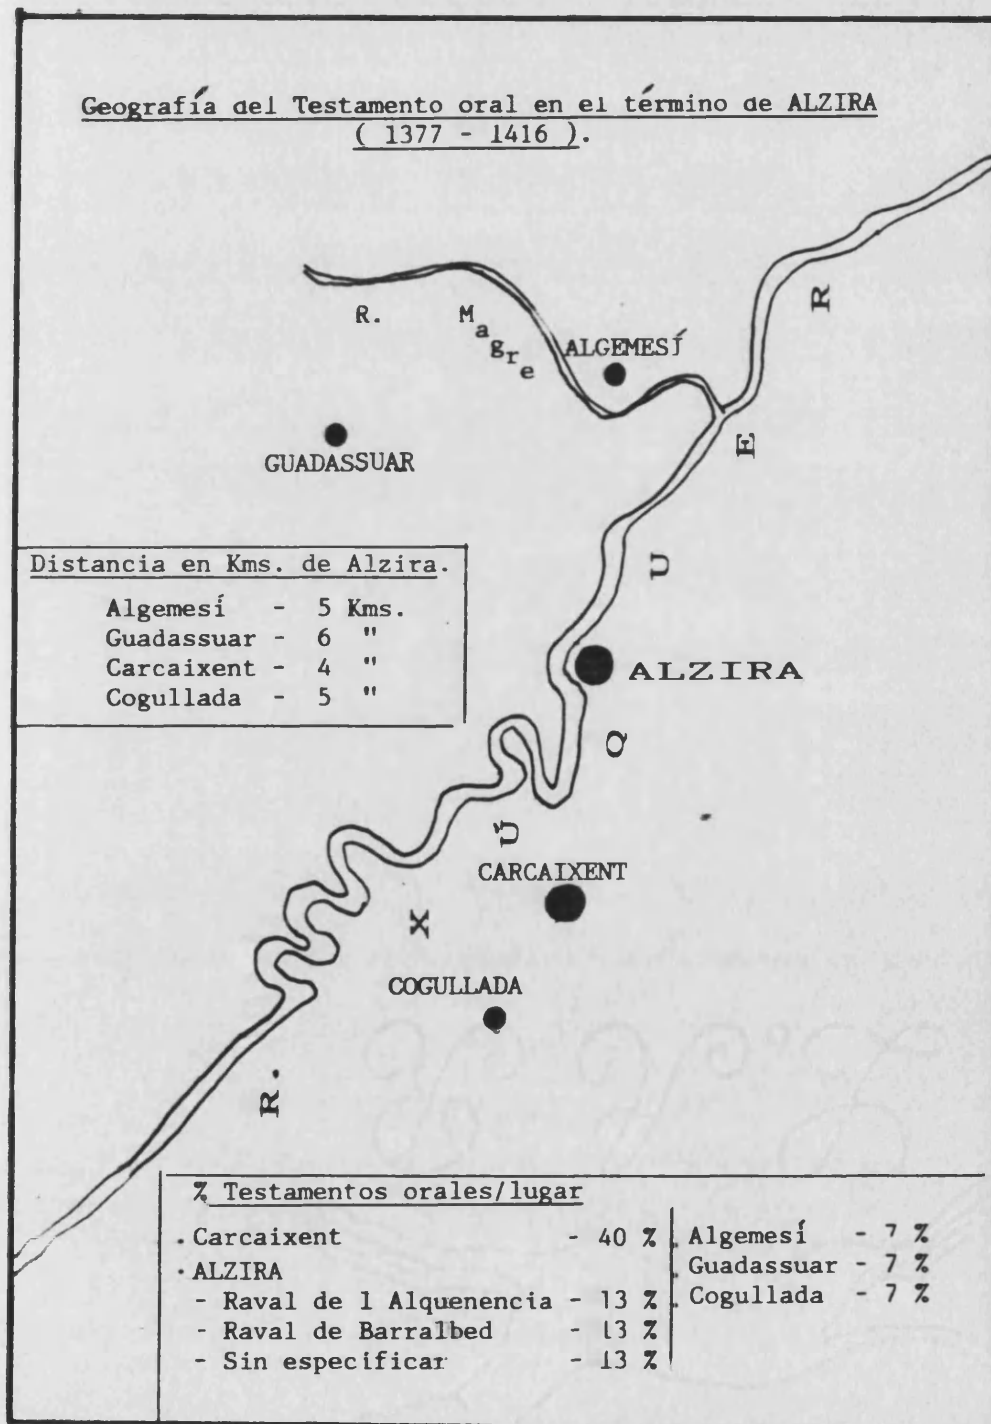 Geografía del Testamento oral en el término de ALZIRA
( 1377 - 1416 ).
R. Magre
ALGEMESÍ
GUADASSUAR
R. XÚQUER
Distancia en Kms. de Alzira.
Algemesí - 5 Kms.
Guadassuar - 6 "
Carcaixent - 4 "
Cogullada - 5 "
ALZIRA
CARCAIXENT
COGULLADA
% Testamentos orales/lugar
. Carcaixent - 40 %
. ALZIRA
- Raval de l Alquenencia - 13 %
- Raval de Barralbed - 13 %
- Sin especificar - 13 %
. Algemesí - 7 %
. Guadassuar - 7 %
. Cogullada - 7 %